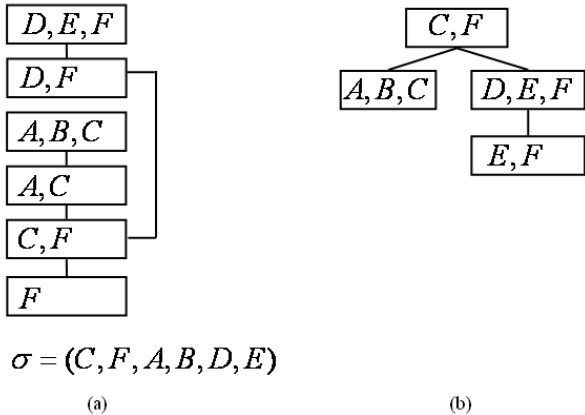 D, E, F
D, F
A, B, C
A, C
C, F
F
σ = (C, F, A, B, D, E)
(a)
C, F
A, B, C
D, E, F
E, F
(b)